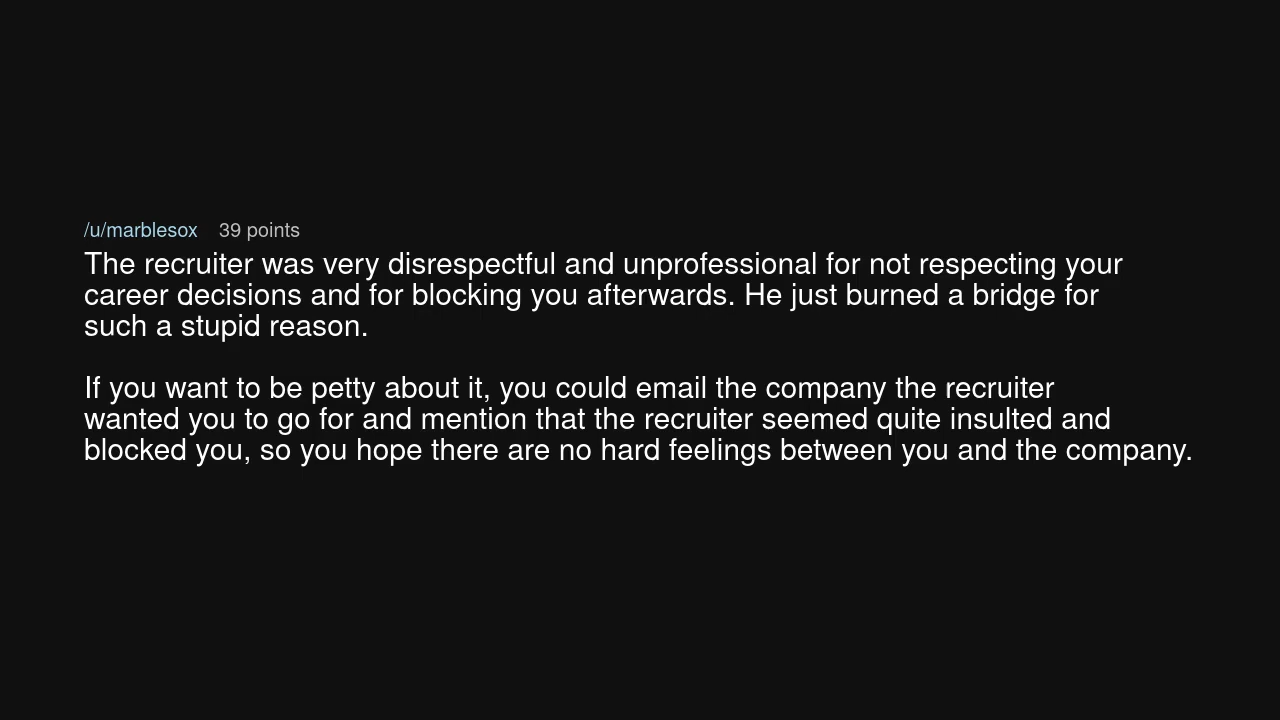 /u/marblesox 39 points
The recruiter was very disrespectful and unprofessional for not respecting your
career decisions and for blocking you afterwards. He just burned a bridge for
such a stupid reason.
If you want to be petty about it, you could email the company the recruiter
wanted you to go for and mention that the recruiter seemed quite insulted and
blocked you, so you hope there are no hard feelings between you and the company.